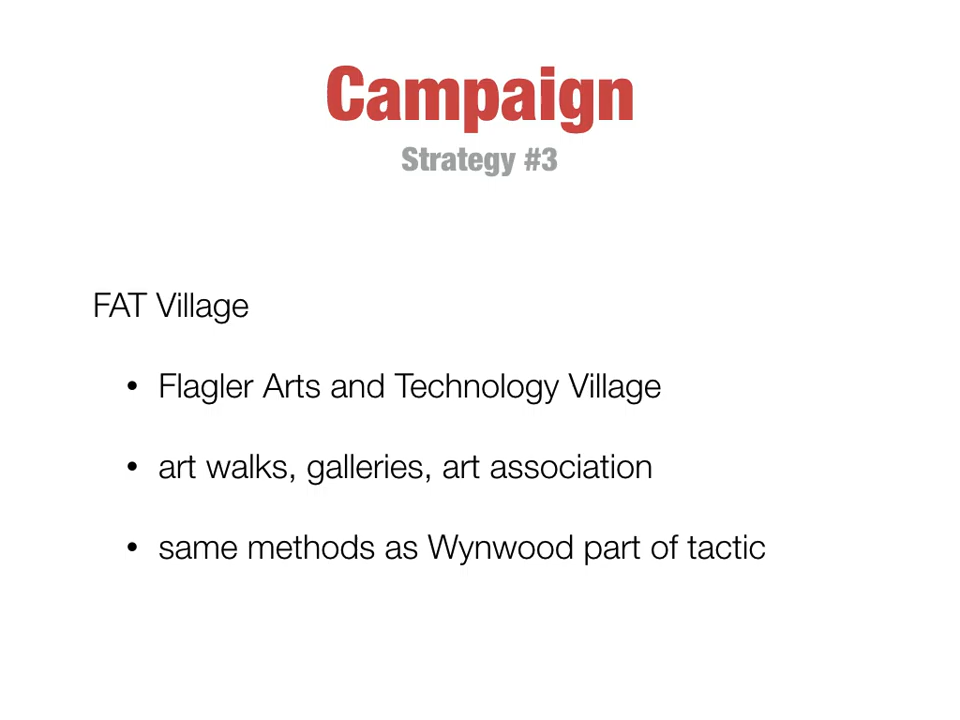 Campaign
Strategy #3
FAT Village
• Flagler Arts and Technology Village
• art walks, galleries, art association
• same methods as Wynwood part of tactic